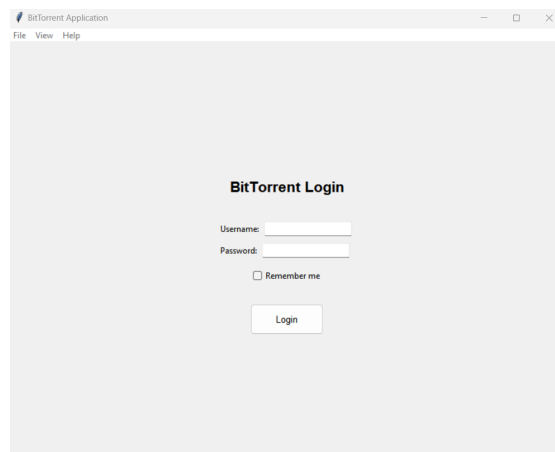 BitTorrent Application
File View Help
BitTorrent Login
Username:
Password:
Remember me
Login